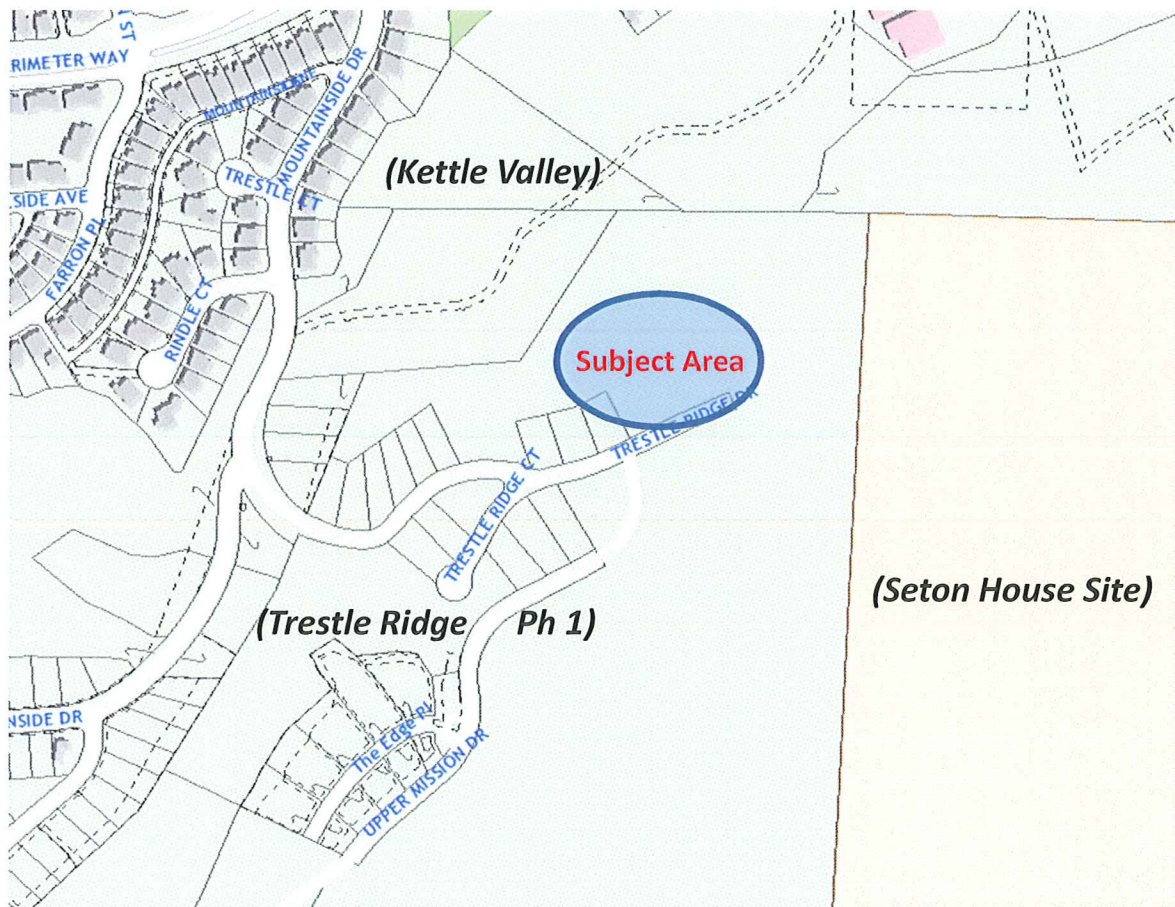 N ST
RIMETER WAY
MOUNTAINSIDE DR
TRESTLE CT
(Kettle Valley)
SIDE AVE
FARRON PL
RINDLE CT
Subject Area
TRESTLE RIDGE DR
TRESTLE RIDGE CT
(Seton House Site)
(Trestle Ridge Ph 1)
NSIDE DR
The Edge Pl
UPPER MISSION DR